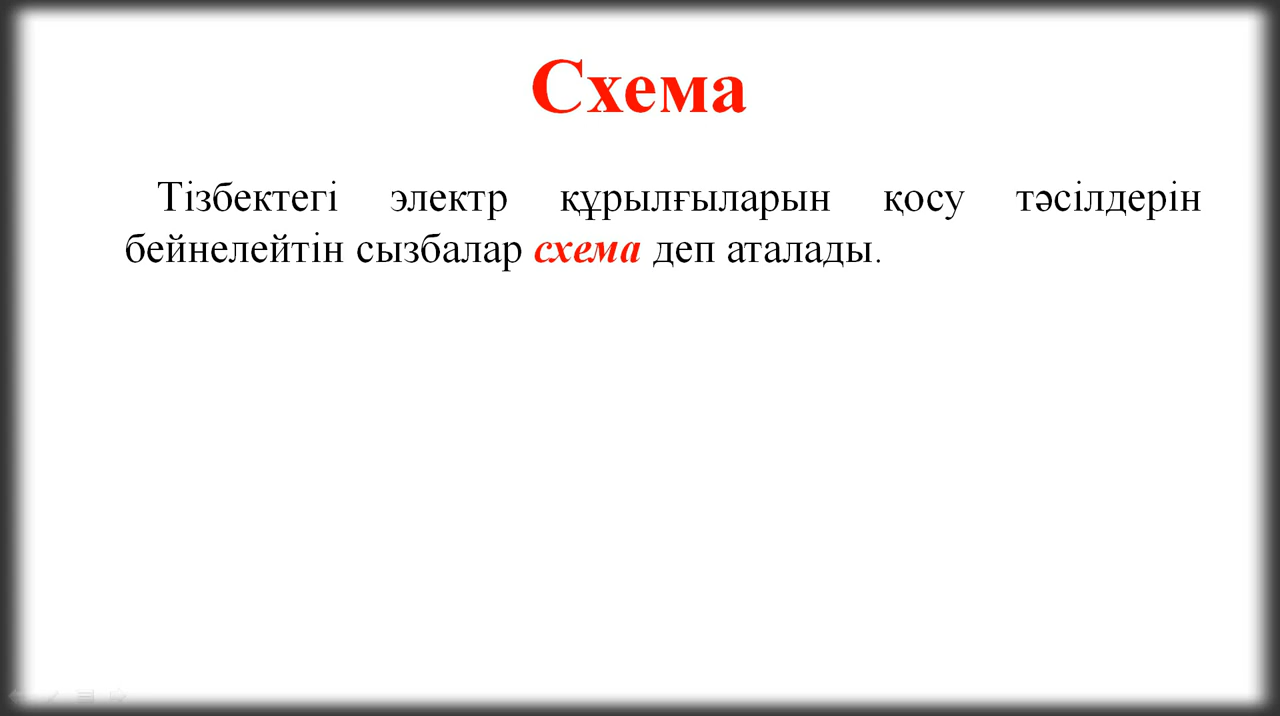 Схема
Тізбектегі электр құрылғыларын қосу тәсілдерін
бейнелейтін сызбалар схема деп аталады.